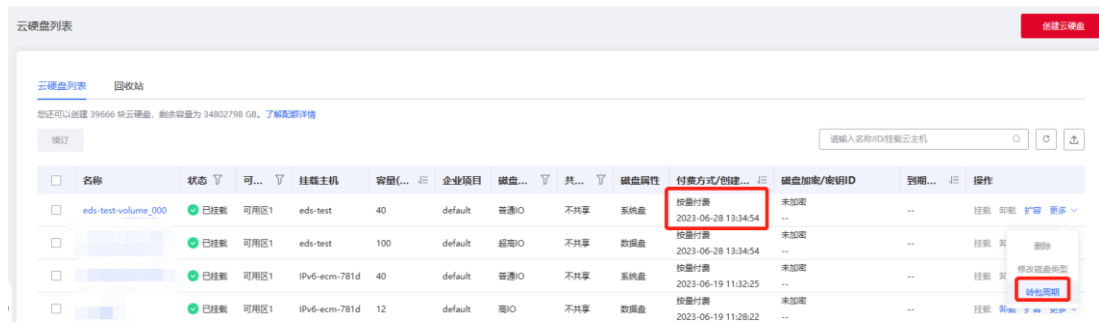 云硬盘列表
创建云硬盘
云硬盘列表 回收站
您还可以创建 39666 块云硬盘，剩余容量为 34802798 GB。了解配额详情
续订
请输入名称/ID/挂载云主机
名称 状态 可... 挂载主机 容量(... 企业项目 磁盘... 共... 磁盘属性 付费方式/创建... 磁盘加密/密钥ID 到期... 操作
eds-test-volume_000 已挂载 可用区1 eds-test 40 default 普通IO 不共享 系统盘 按量付费 未加密 -- 挂载 卸载 扩容 更多
2023-06-28 13:34:54 --
已挂载 可用区1 eds-test 100 default 超高IO 不共享 数据盘 按量付费 未加密 -- 挂载 卸
2023-06-28 13:34:54 --
删除
已挂载 可用区1 IPv6-ecm-781d 40 default 普通IO 不共享 系统盘 按量付费 未加密 -- 挂载 卸
2023-06-19 11:32:25 --
修改磁盘类型
转包周期
已挂载 可用区1 IPv6-ecm-781d 12 default 高IO 不共享 数据盘 按量付费 未加密 -- 挂载 卸载 扩容 更多
2023-06-19 11:28:22 --